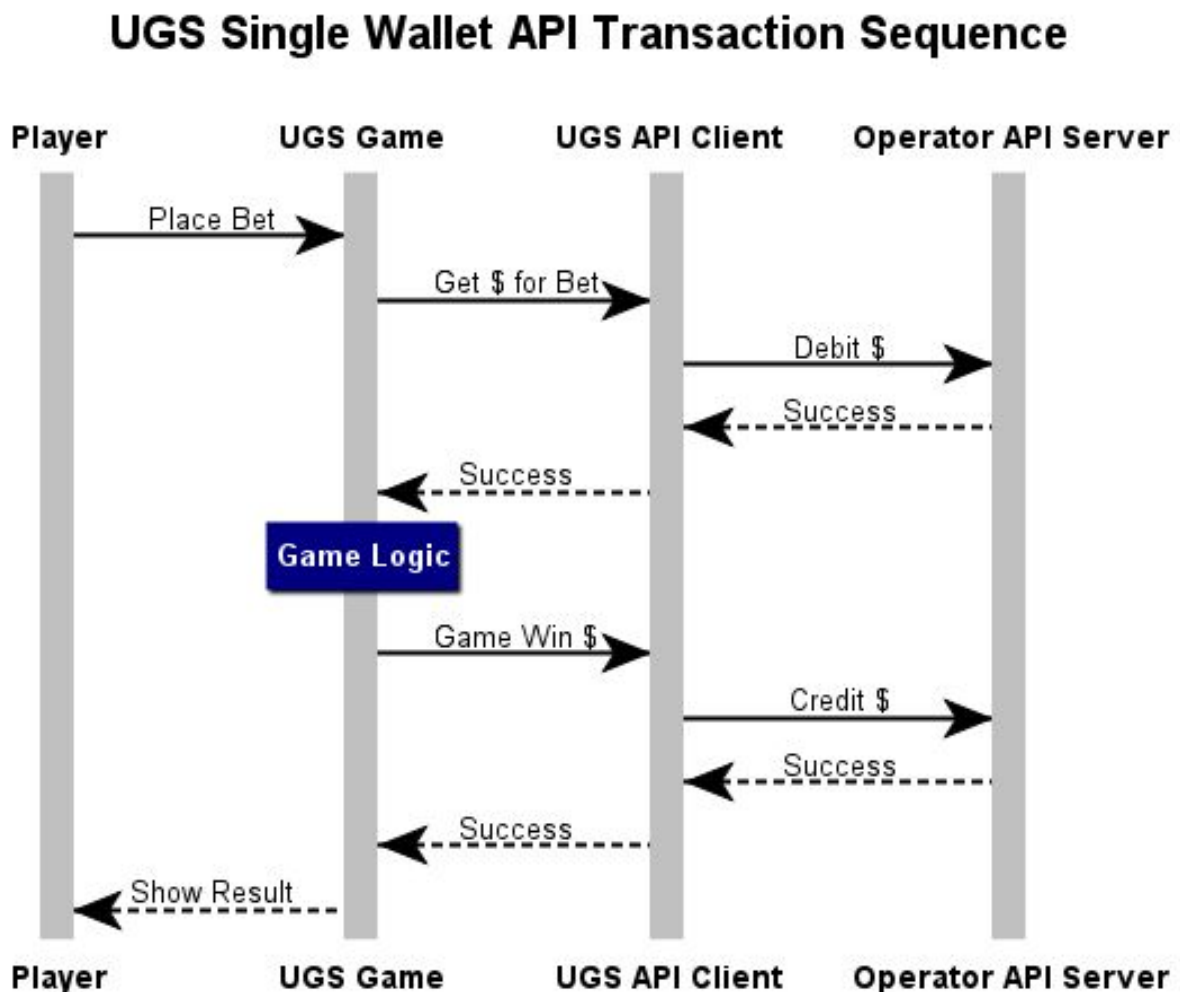 UGS Single Wallet API Transaction Sequence
Player UGS Game UGS API Client Operator API Server
Place Bet
Get $ for Bet
Debit $
Success
Success
Game Logic
Game Win $
Credit $
Success
Success
Show Result
Player UGS Game UGS API Client Operator API Server